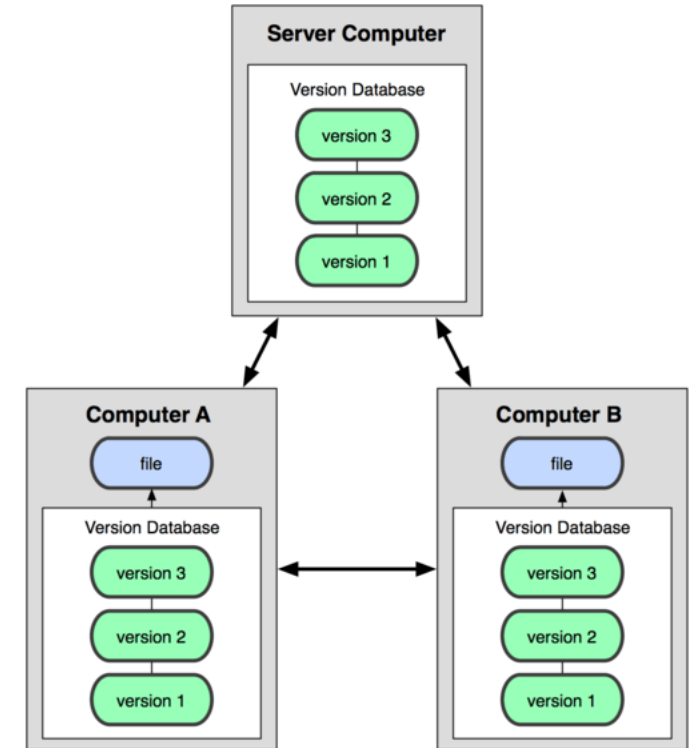 Server Computer
Version Database
version 3
version 2
version 1
Computer A
file
Version Database
version 3
version 2
version 1
Computer B
file
Version Database
version 3
version 2
version 1